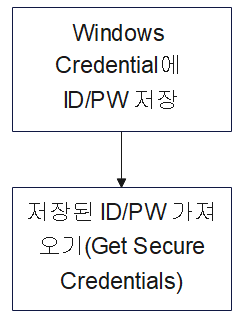 Windows
Credential에
ID/PW 저장
저장된 ID/PW 가져
오기(Get Secure
Credentials)